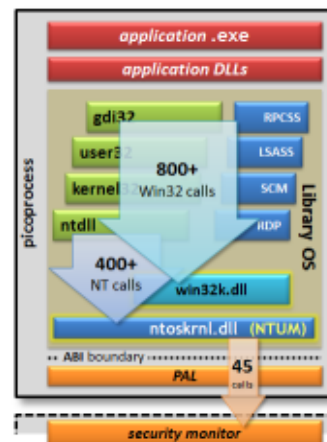 application .exe
application DLLs
picoprocess
gdi32
RPCSS
user32
LSASS
800+
Win32 calls
kernel32
SCM
ntdll
RDP
Library OS
400+
NT calls
win32k.dll
ntoskrnl.dll (NTUM)
ABI boundary
45
calls
PAL
security monitor